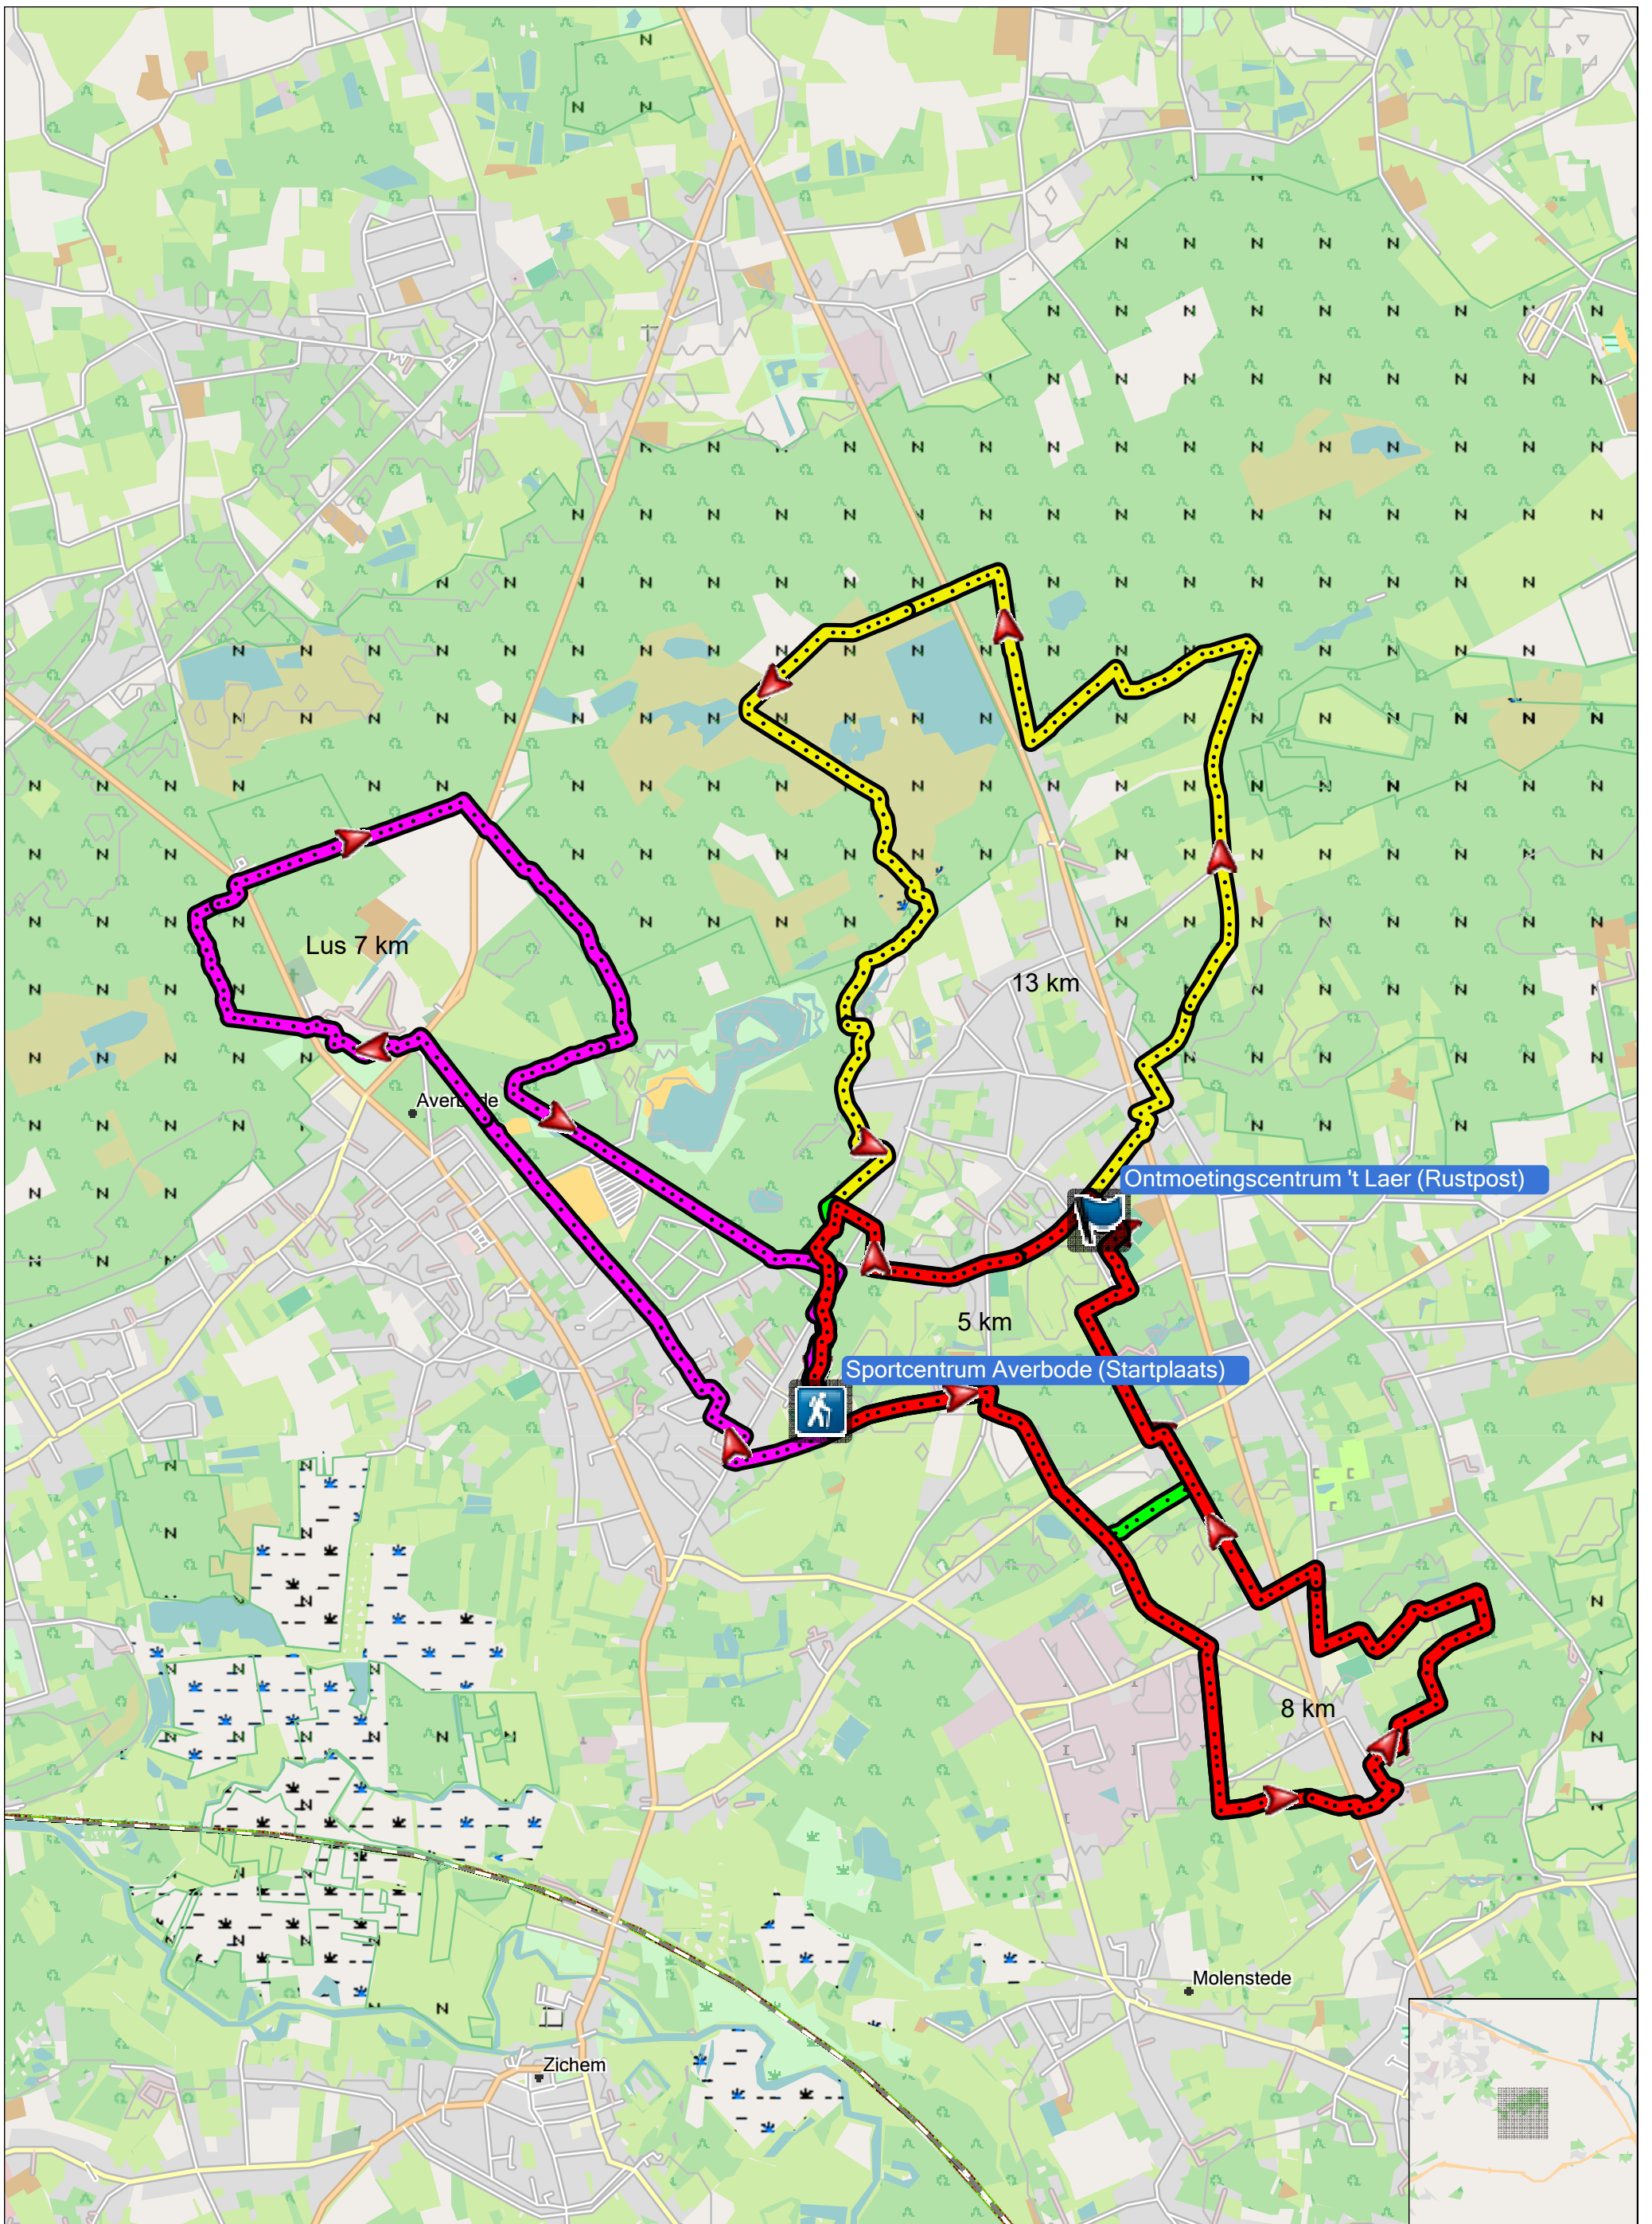 Lus 7 km
13 km
Averbode
Ontmoetingscentrum 't Laer (Rustpost)
5 km
Sportcentrum Averbode (Startplaats)
8 km
Molenstede
Zichem